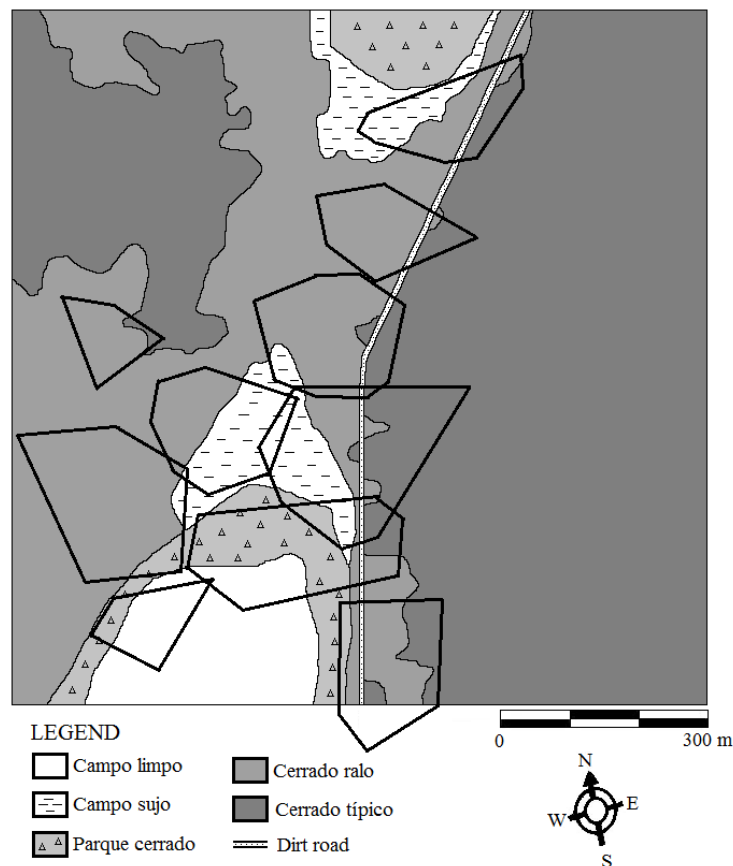 LEGEND
Campo limpo
Campo sujo
Parque cerrado
Cerrado ralo
Cerrado típico
Dirt road
0 300 m
N
W E
S